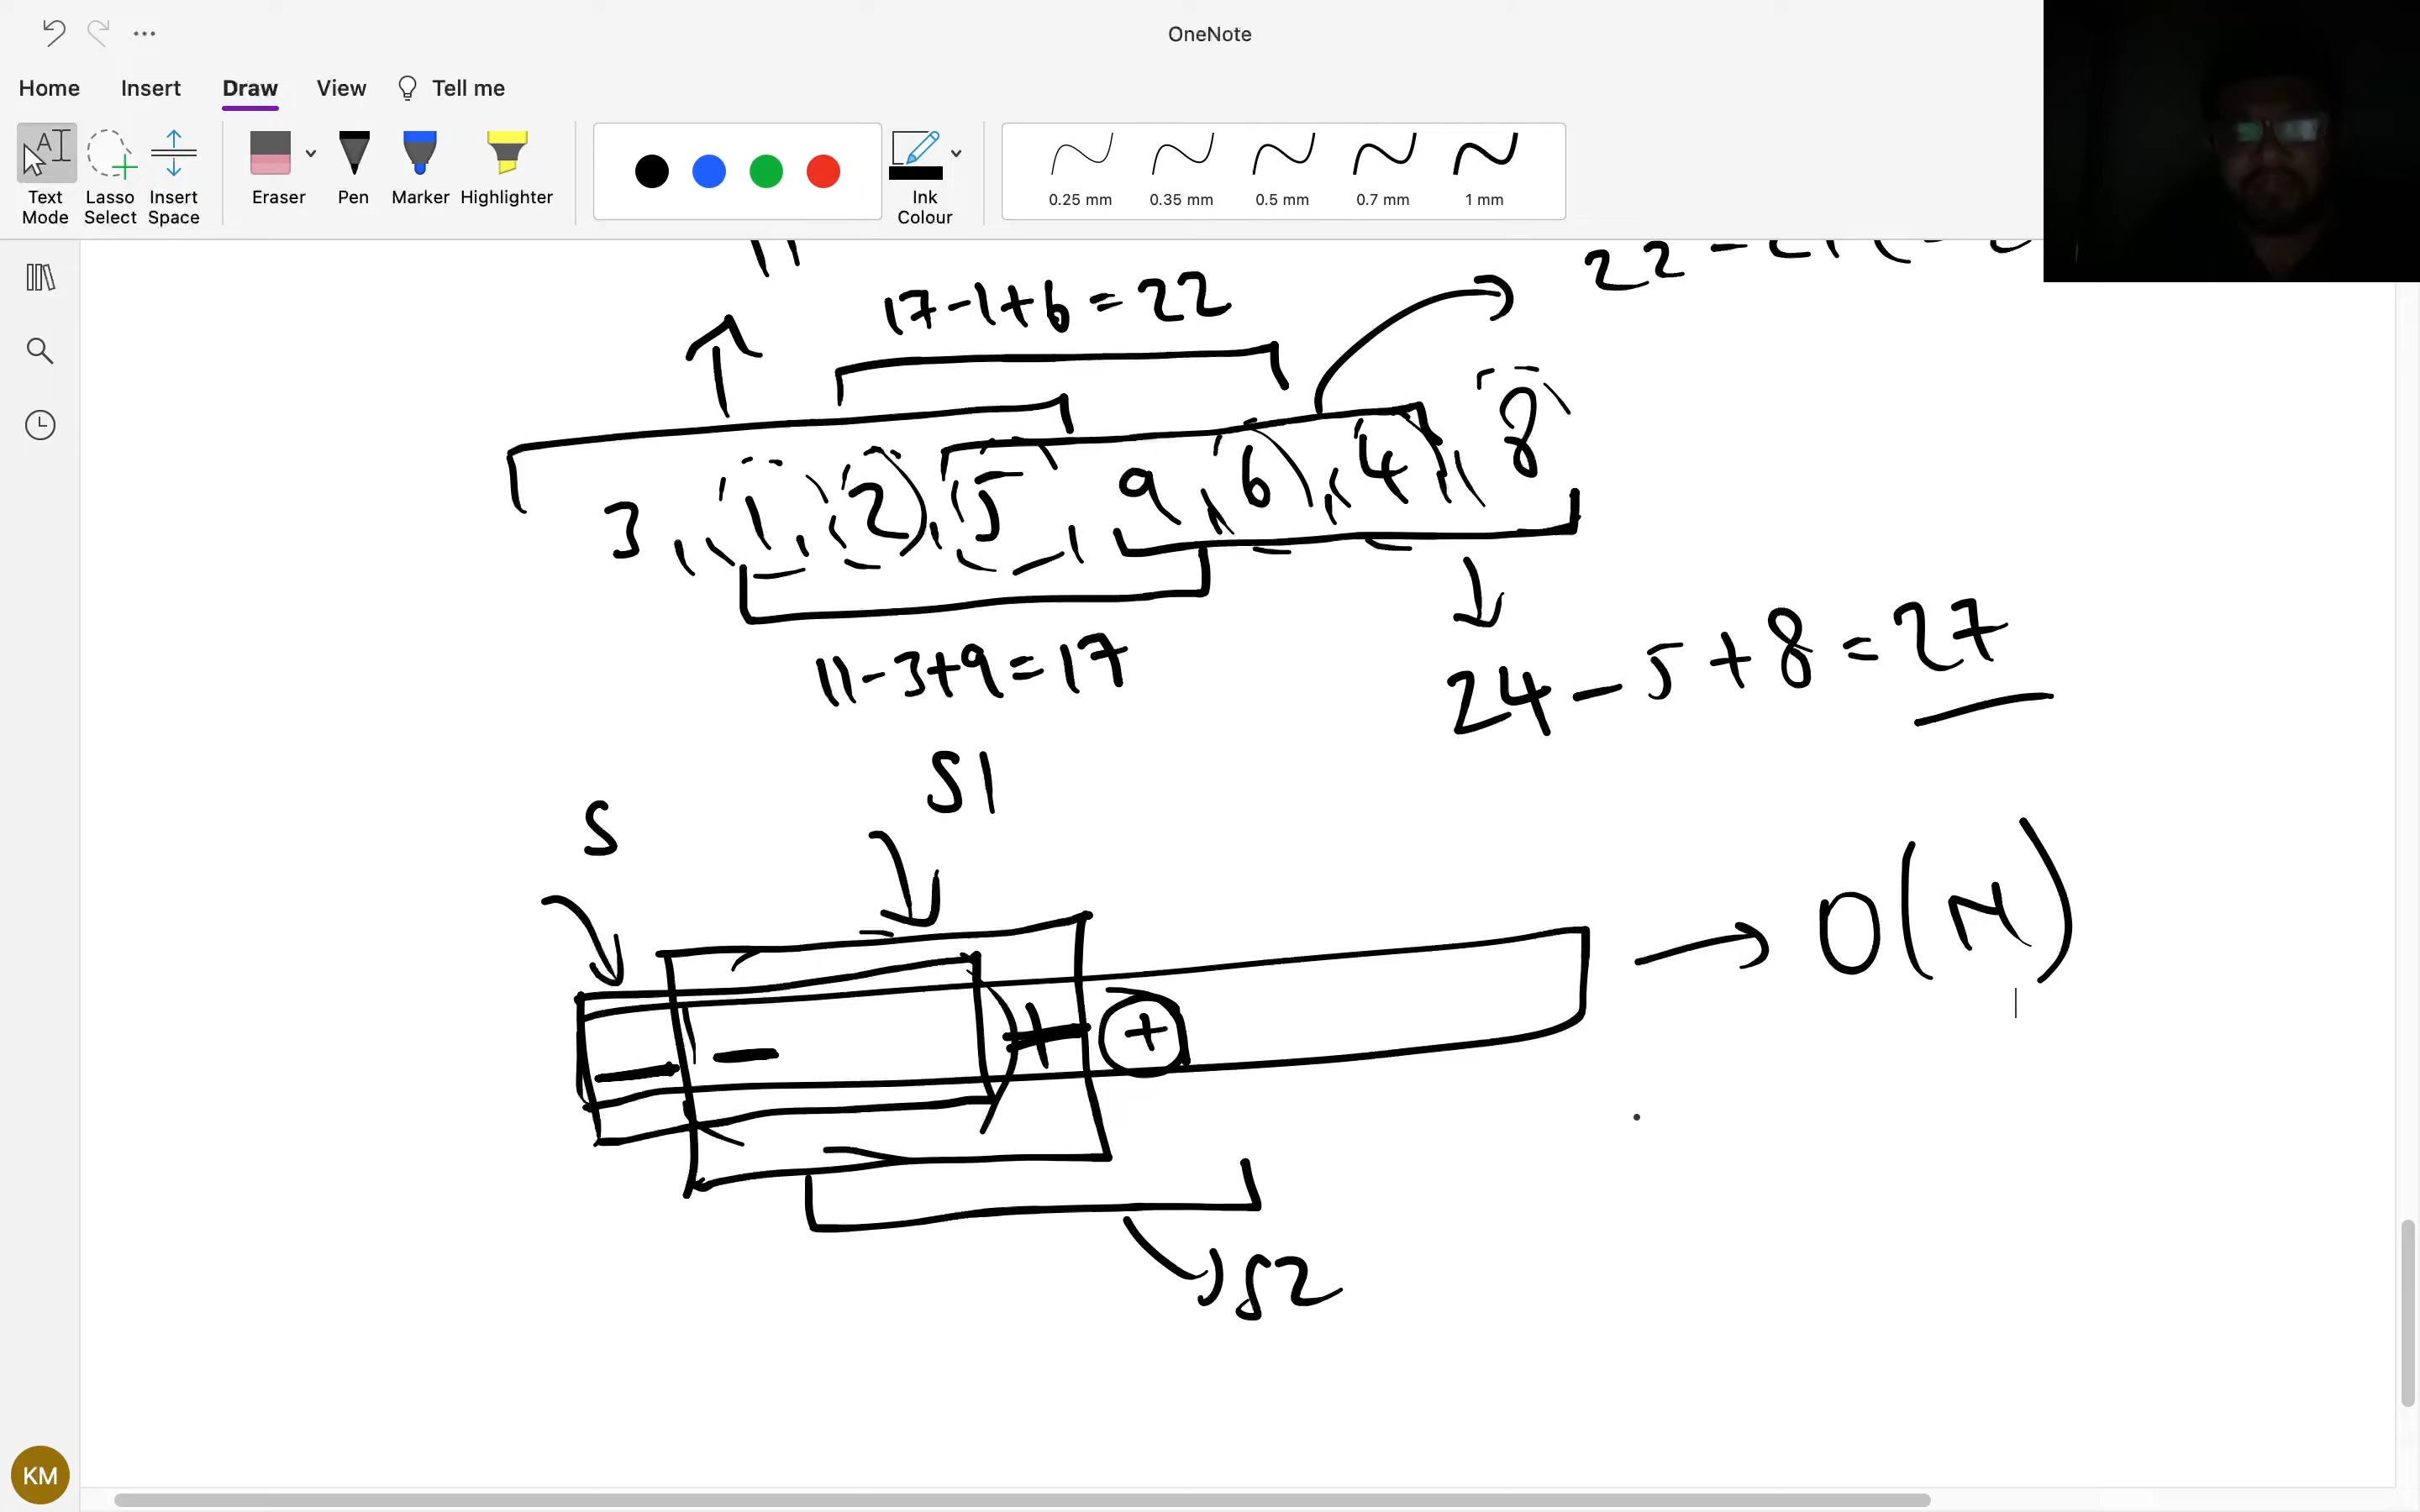 OneNote
Home Insert Draw View Tell me
Text Mode Lasso Select Insert Space Eraser Pen Marker Highlighter Ink Colour 0.25 mm 0.35 mm 0.5 mm 0.7 mm 1 mm
11
22 -
17-1+6=22
3, 1, 2, 5, 9, 6, 4, 8
11-3+9=17
24-5+8=27
S1
S
→ O(N)
- - + +
S2
KM